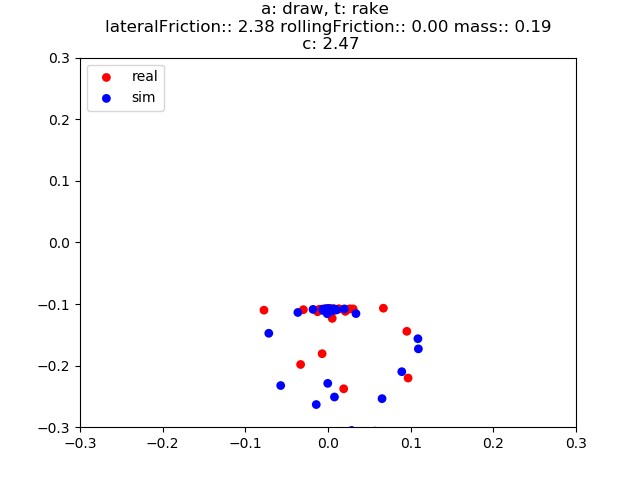 a: draw, t: rake
lateralFriction:: 2.38 rollingFriction:: 0.00 mass:: 0.19
c: 2.47
real
sim
0.3
0.2
0.1
0.0
−0.1
−0.2
−0.3
−0.3
−0.2
−0.1
0.0
0.1
0.2
0.3